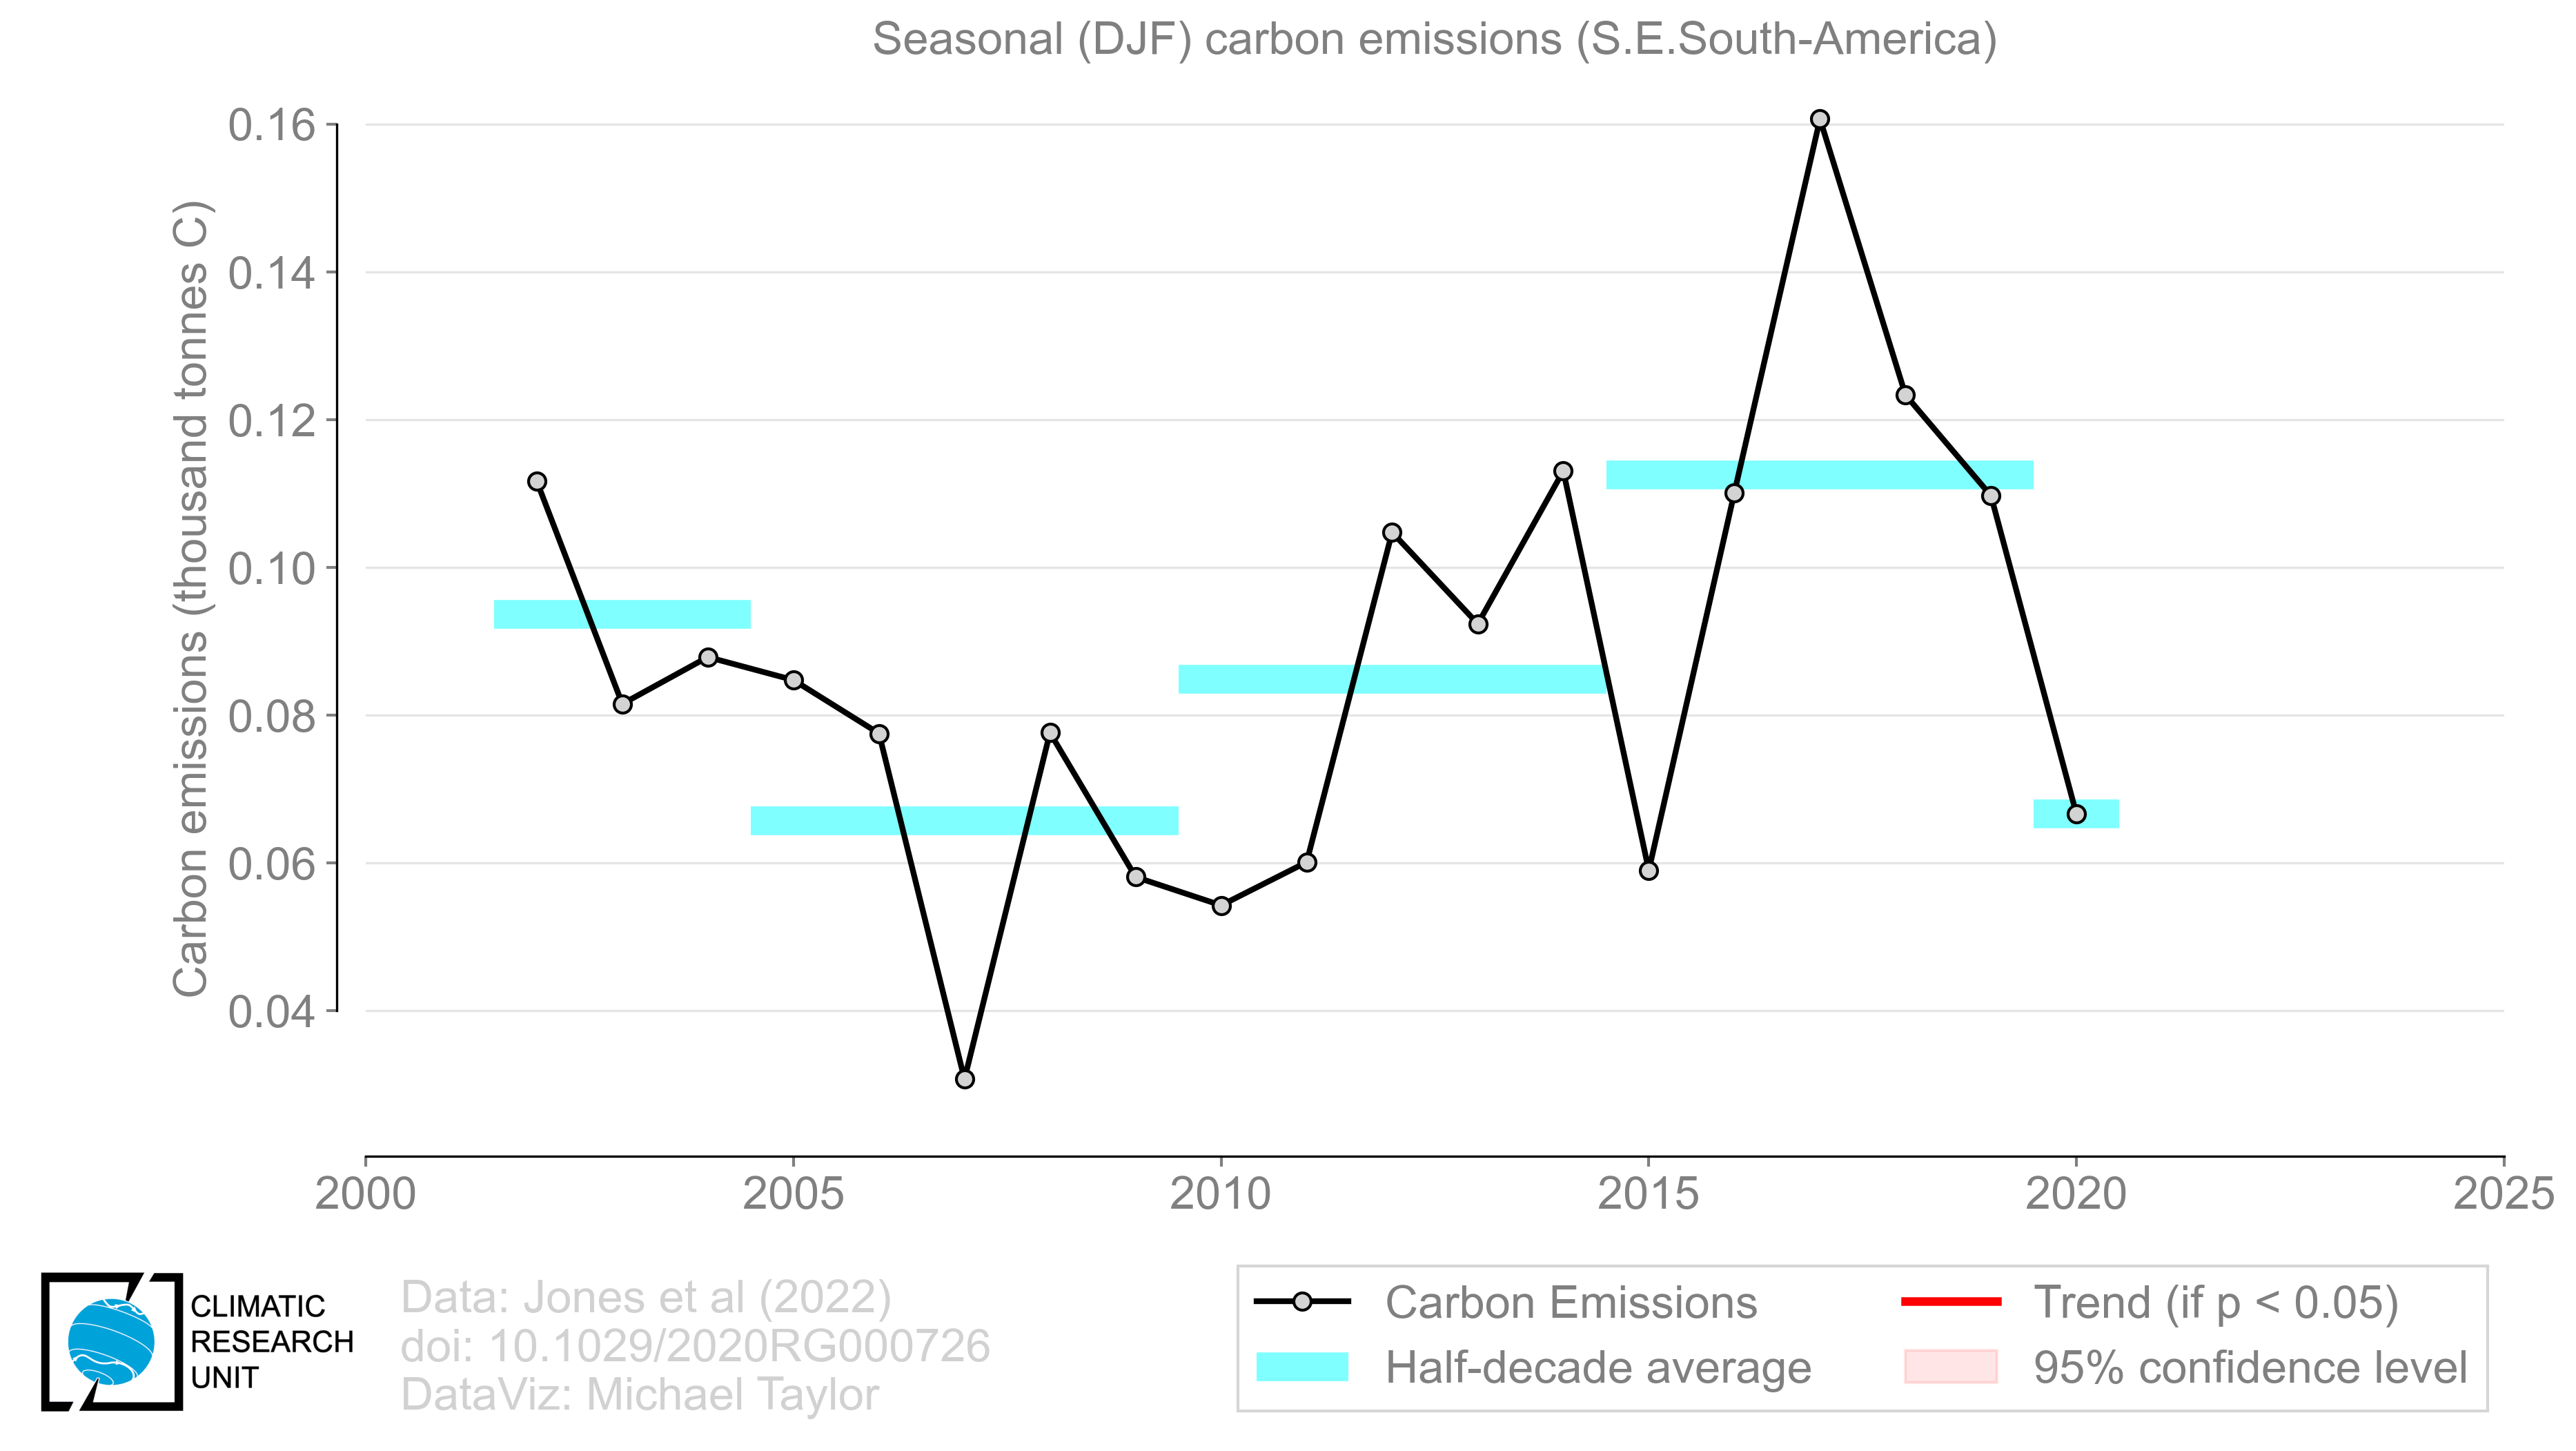 Seasonal (DJF) carbon emissions (S.E.South-America)
Carbon emissions (thousand tonnes C)
0.16
0.14
0.12
0.10
0.08
0.06
0.04
2000 2005 2010 2015 2020 2025
CLIMATIC
RESEARCH
UNIT
Data: Jones et al (2022)
doi: 10.1029/2020RG000726
DataViz: Michael Taylor
Carbon Emissions
Half-decade average
Trend (if p < 0.05)
95% confidence level